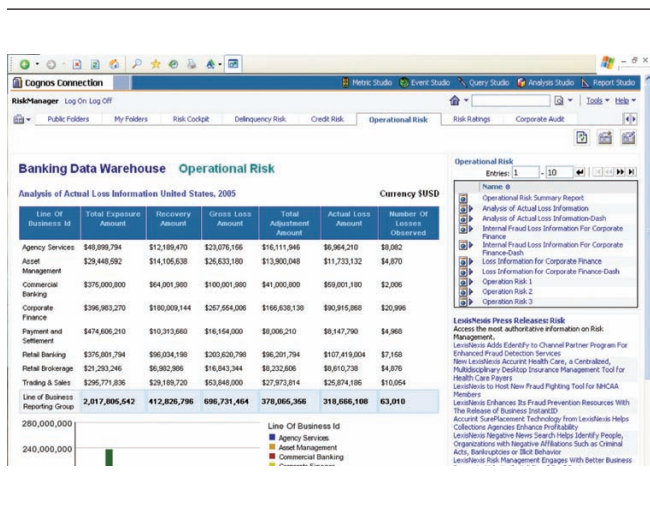 Cognos Connection
Metric Studio Event Studio Query Studio Analysis Studio Report Studio
RiskManager Log On Log Off
Tools Help
Public Folders My Folders Risk Cockpit Delinquency Risk Credit Risk Operational Risk Risk Ratings Corporate Audit
Banking Data Warehouse Operational Risk
Analysis of Actual Loss Information United States, 2005 Currency $USD
Line Of Business Id Total Exposure Amount Recovery Amount Gross Loss Amount Total Adjustment Amount Actual Loss Amount Number Of Losses Observed
Agency Services $48,899,794 $12,189,470 $23,076,166 $16,111,946 $6,964,210 $8,082
Asset Management $29,448,592 $14,105,638 $25,633,180 $13,900,048 $11,733,132 $4,870
Commercial Banking $375,000,800 $64,001,980 $100,001,980 $41,000,800 $59,001,180 $2,006
Corporate Finance $396,983,270 $180,009,144 $257,554,006 $166,638,138 $90,915,868 $20,996
Payment and Settlement $474,606,210 $10,313,660 $16,154,000 $8,006,210 $8,147,790 $4,968
Retail Banking $375,801,794 $96,034,198 $203,620,798 $96,201,794 $107,419,004 $7,158
Retail Brokerage $21,293,246 $6,982,986 $16,843,344 $8,232,606 $8,610,738 $4,876
Trading & Sales $295,771,836 $29,189,720 $53,848,000 $27,973,814 $25,874,186 $10,054
Line of Business Reporting Group 2,017,805,542 412,826,796 696,731,464 378,065,356 318,666,108 63,010
280,000,000
240,000,000
Line Of Business Id
Agency Services
Asset Management
Commercial Banking
Corporate Finance
Operational Risk
Entries: 1 - 10
Name
Operational Risk Summary Report
Analysis of Actual Loss Information
Analysis of Actual Loss Information-Dash
Internal Fraud Loss Information For Corporate
Finance
Internal Fraud Loss Information For Corporate
Finance-Dash
Loss Information for Corporate Finance
Loss Information for Corporate Finance-Dash
Operation Risk 1
Operation Risk 2
Operation Risk 3
LexisNexis Press Releases: Risk
Access the most authoritative information on Risk
Management.
LexisNexis Adds Edentify to Channel Partner Program For
Enhanced Fraud Detection Services
New LexisNexis Accurint Health Care, a Centralized,
Multidisciplinary Desktop Insurance Management Tool for
Health Care Payers
LexisNexis to Host New Fraud Fighting Tool for NHCAA
Members
LexisNexis Enhances Its Fraud Prevention Resources With
The Release of Business InstantID
Accurint SurePlacement Technology from LexisNexis Helps
Collections Agencies Enhance Profitability
LexisNexis Negative News Search Helps Identify People,
Organizations with Negative Affiliations Such as Criminal
Acts, Bankruptcies or Illicit Behavior
LexisNexis Risk Management Engages With Better Business